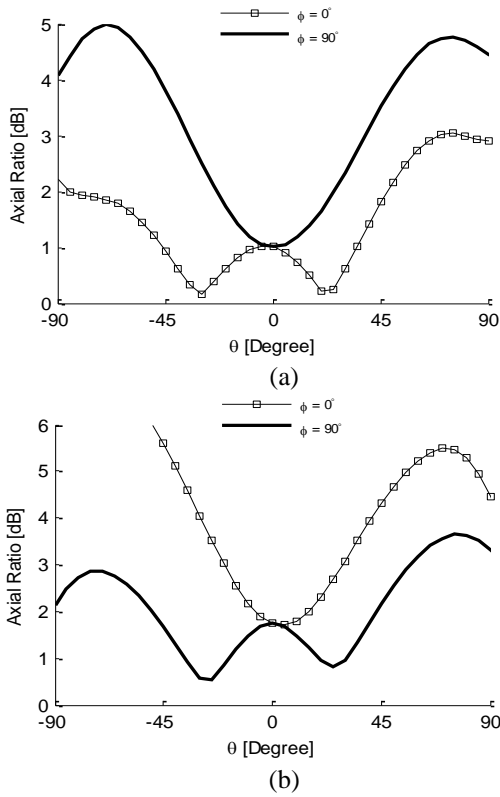 ϕ = 0°
ϕ = 90°
Axial Ratio [dB]
5
4
3
2
1
0
-90 -45 0 45 90
θ [Degree]
(a)
ϕ = 0°
ϕ = 90°
Axial Ratio [dB]
6
5
4
3
2
1
0
-90 -45 0 45 90
θ [Degree]
(b)